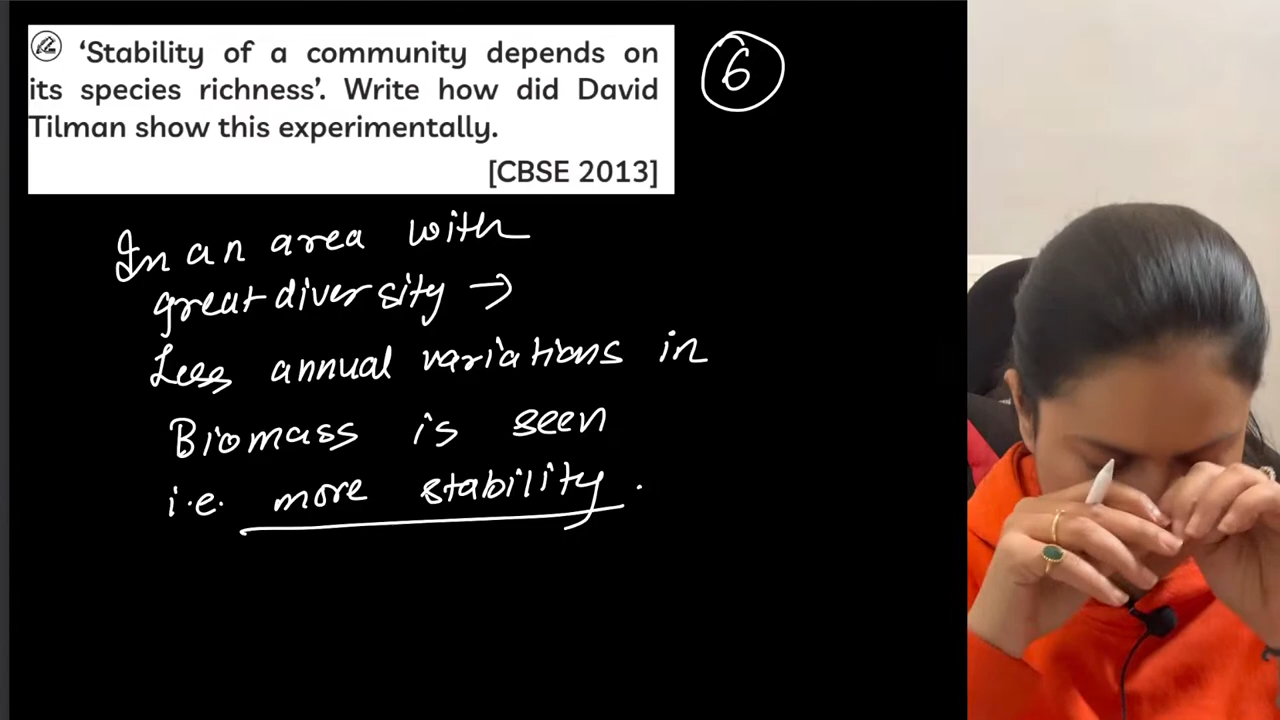 ‘Stability of a community depends on
its species richness’. Write how did David
Tilman show this experimentally.
[CBSE 2013]
6
In an area with
great diversity →
Less annual variations in
Biomass is seen
i.e. more stability.